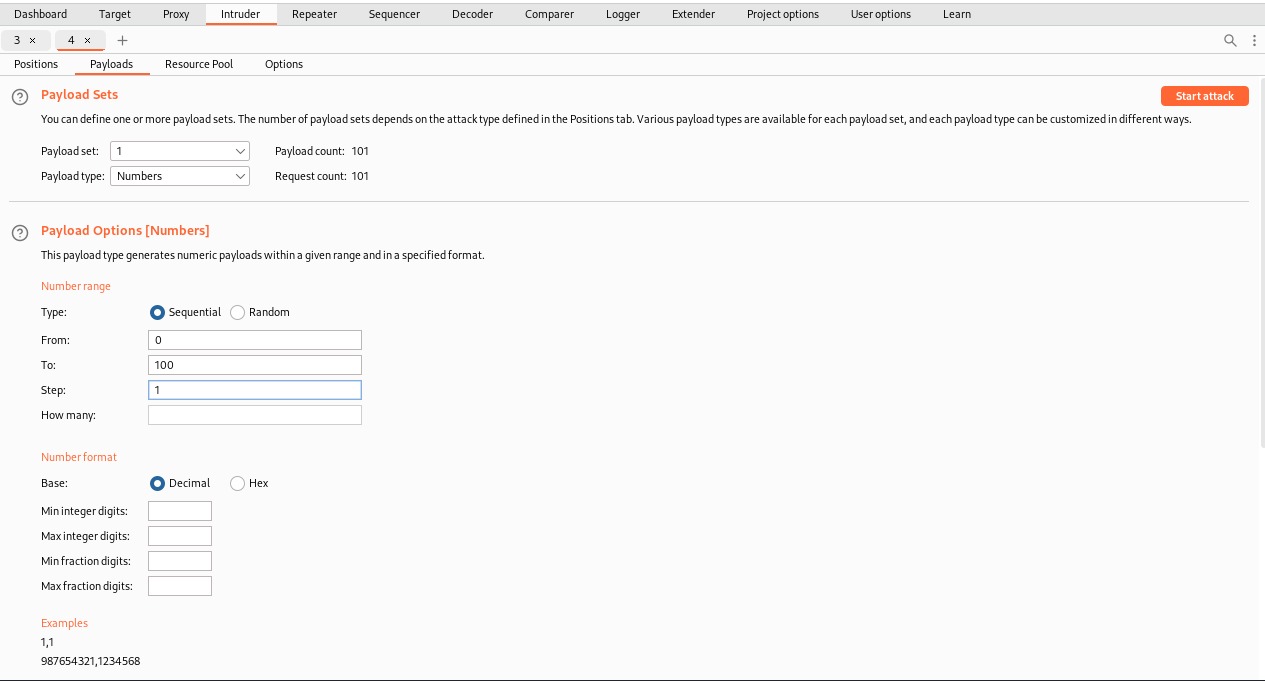 Dashboard Target Proxy Intruder Repeater Sequencer Decoder Comparer Logger Extender Project options User options Learn
3 × 4 × +
Positions Payloads Resource Pool Options
? Payload Sets Start attack
You can define one or more payload sets. The number of payload sets depends on the attack type defined in the Positions tab. Various payload types are available for each payload set, and each payload type can be customized in different ways.
Payload set: 1 Payload count: 101
Payload type: Numbers Request count: 101
? Payload Options [Numbers]
This payload type generates numeric payloads within a given range and in a specified format.
Number range
Type: Sequential Random
From: 0
To: 100
Step: 1
How many:
Number format
Base: Decimal Hex
Min integer digits:
Max integer digits:
Min fraction digits:
Max fraction digits:
Examples
1,1
987654321,1234568